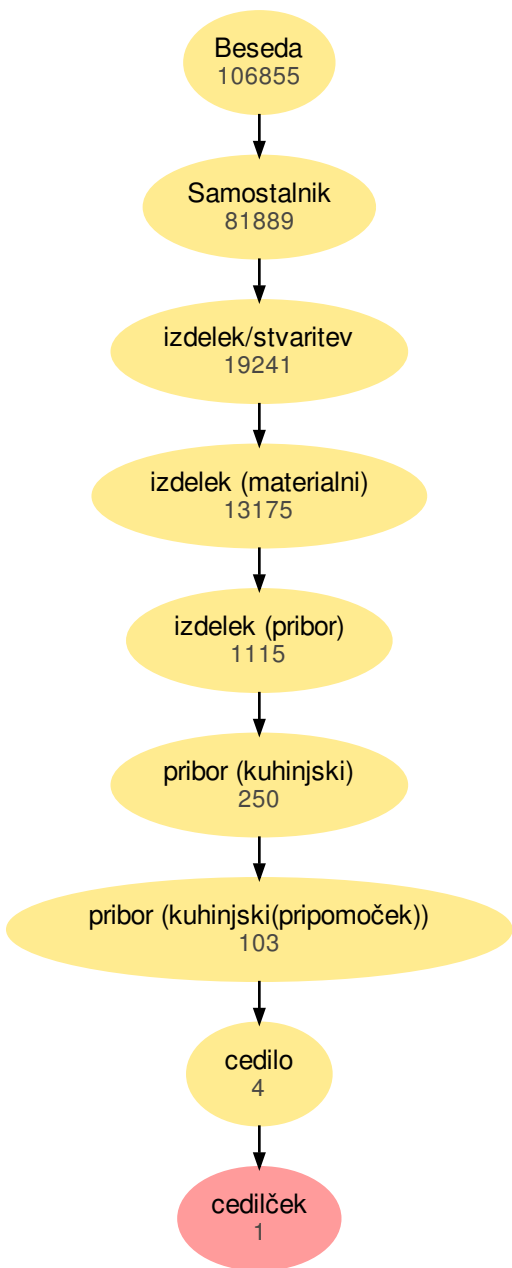 Beseda
106855
Samostalnik
81889
izdelek/stvaritev
19241
izdelek (materialni)
13175
izdelek (pribor)
1115
pribor (kuhinjski)
250
pribor (kuhinjski(pripomoček))
103
cedilo
4
cedilček
1